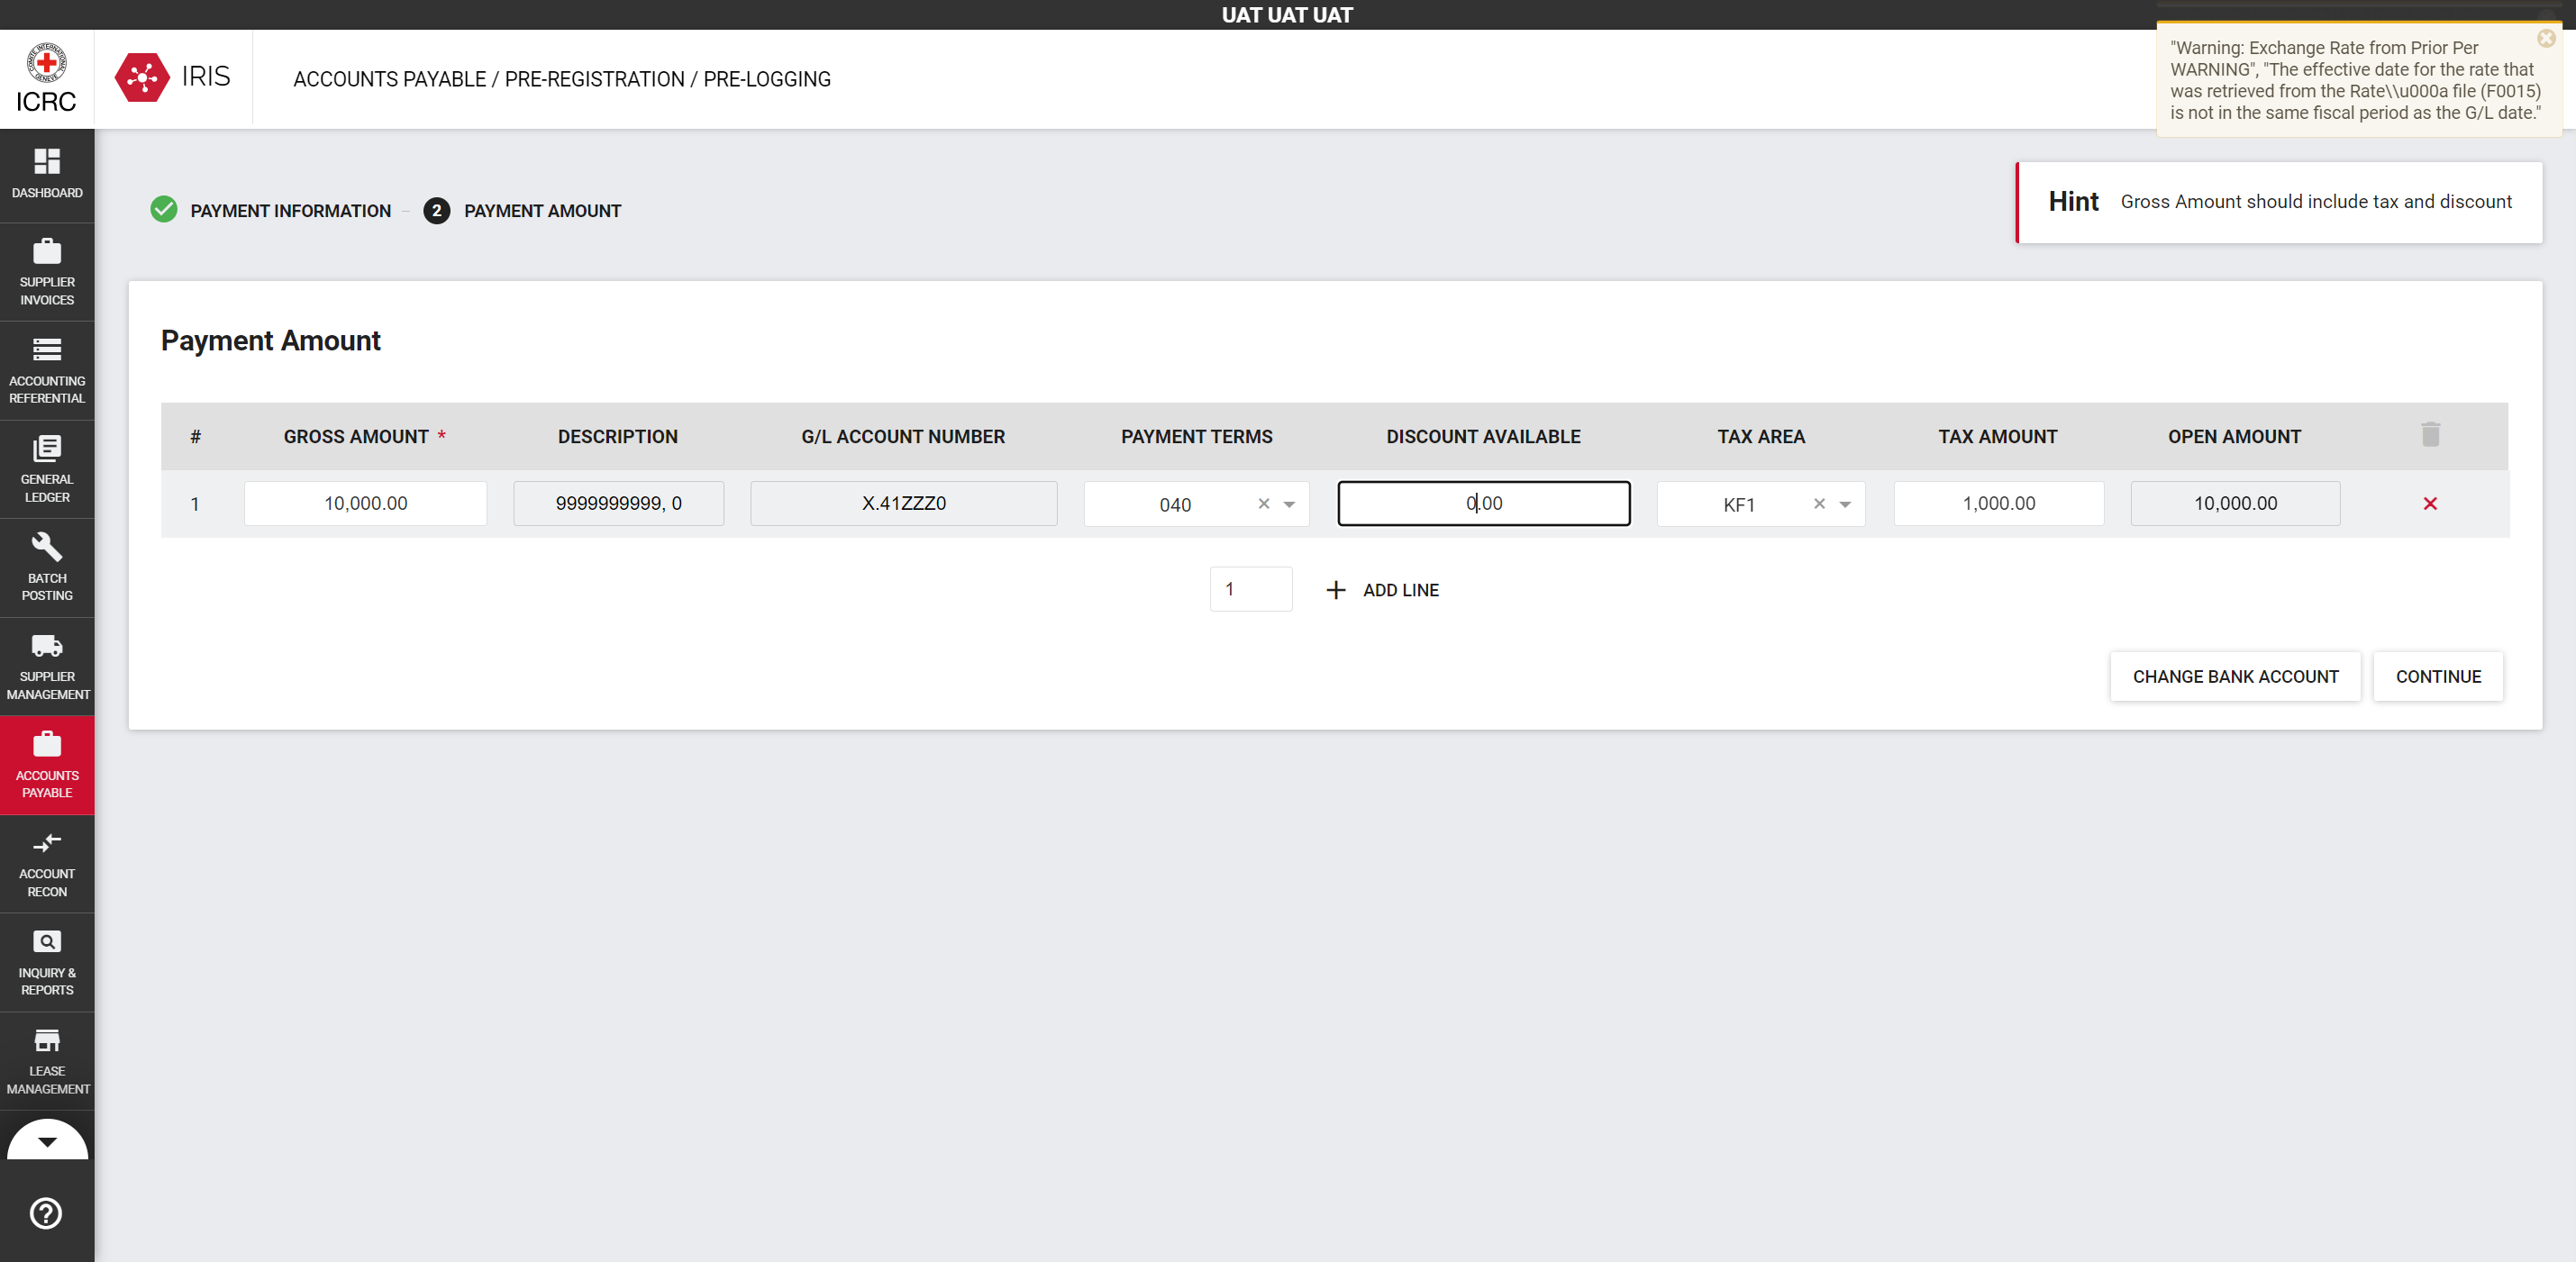 UAT UAT UAT
ICRC
IRIS
ACCOUNTS PAYABLE / PRE-REGISTRATION / PRE-LOGGING
"Warning: Exchange Rate from Prior Per
WARNING", "The effective date for the rate that
was retrieved from the Rate\\u000a file (F0015)
is not in the same fiscal period as the G/L date."
DASHBOARD
SUPPLIER
INVOICES
ACCOUNTING
REFERENTIAL
GENERAL
LEDGER
BATCH
POSTING
SUPPLIER
MANAGEMENT
ACCOUNTS
PAYABLE
ACCOUNT
RECON
INQUIRY &
REPORTS
LEASE
MANAGEMENT
PAYMENT INFORMATION
2 PAYMENT AMOUNT
Hint Gross Amount should include tax and discount
Payment Amount
# GROSS AMOUNT * DESCRIPTION G/L ACCOUNT NUMBER PAYMENT TERMS DISCOUNT AVAILABLE TAX AREA TAX AMOUNT OPEN AMOUNT
1 10,000.00 9999999999, 0 X.41ZZZ0 040 0.00 KF1 1,000.00 10,000.00
1 ADD LINE
CHANGE BANK ACCOUNT CONTINUE